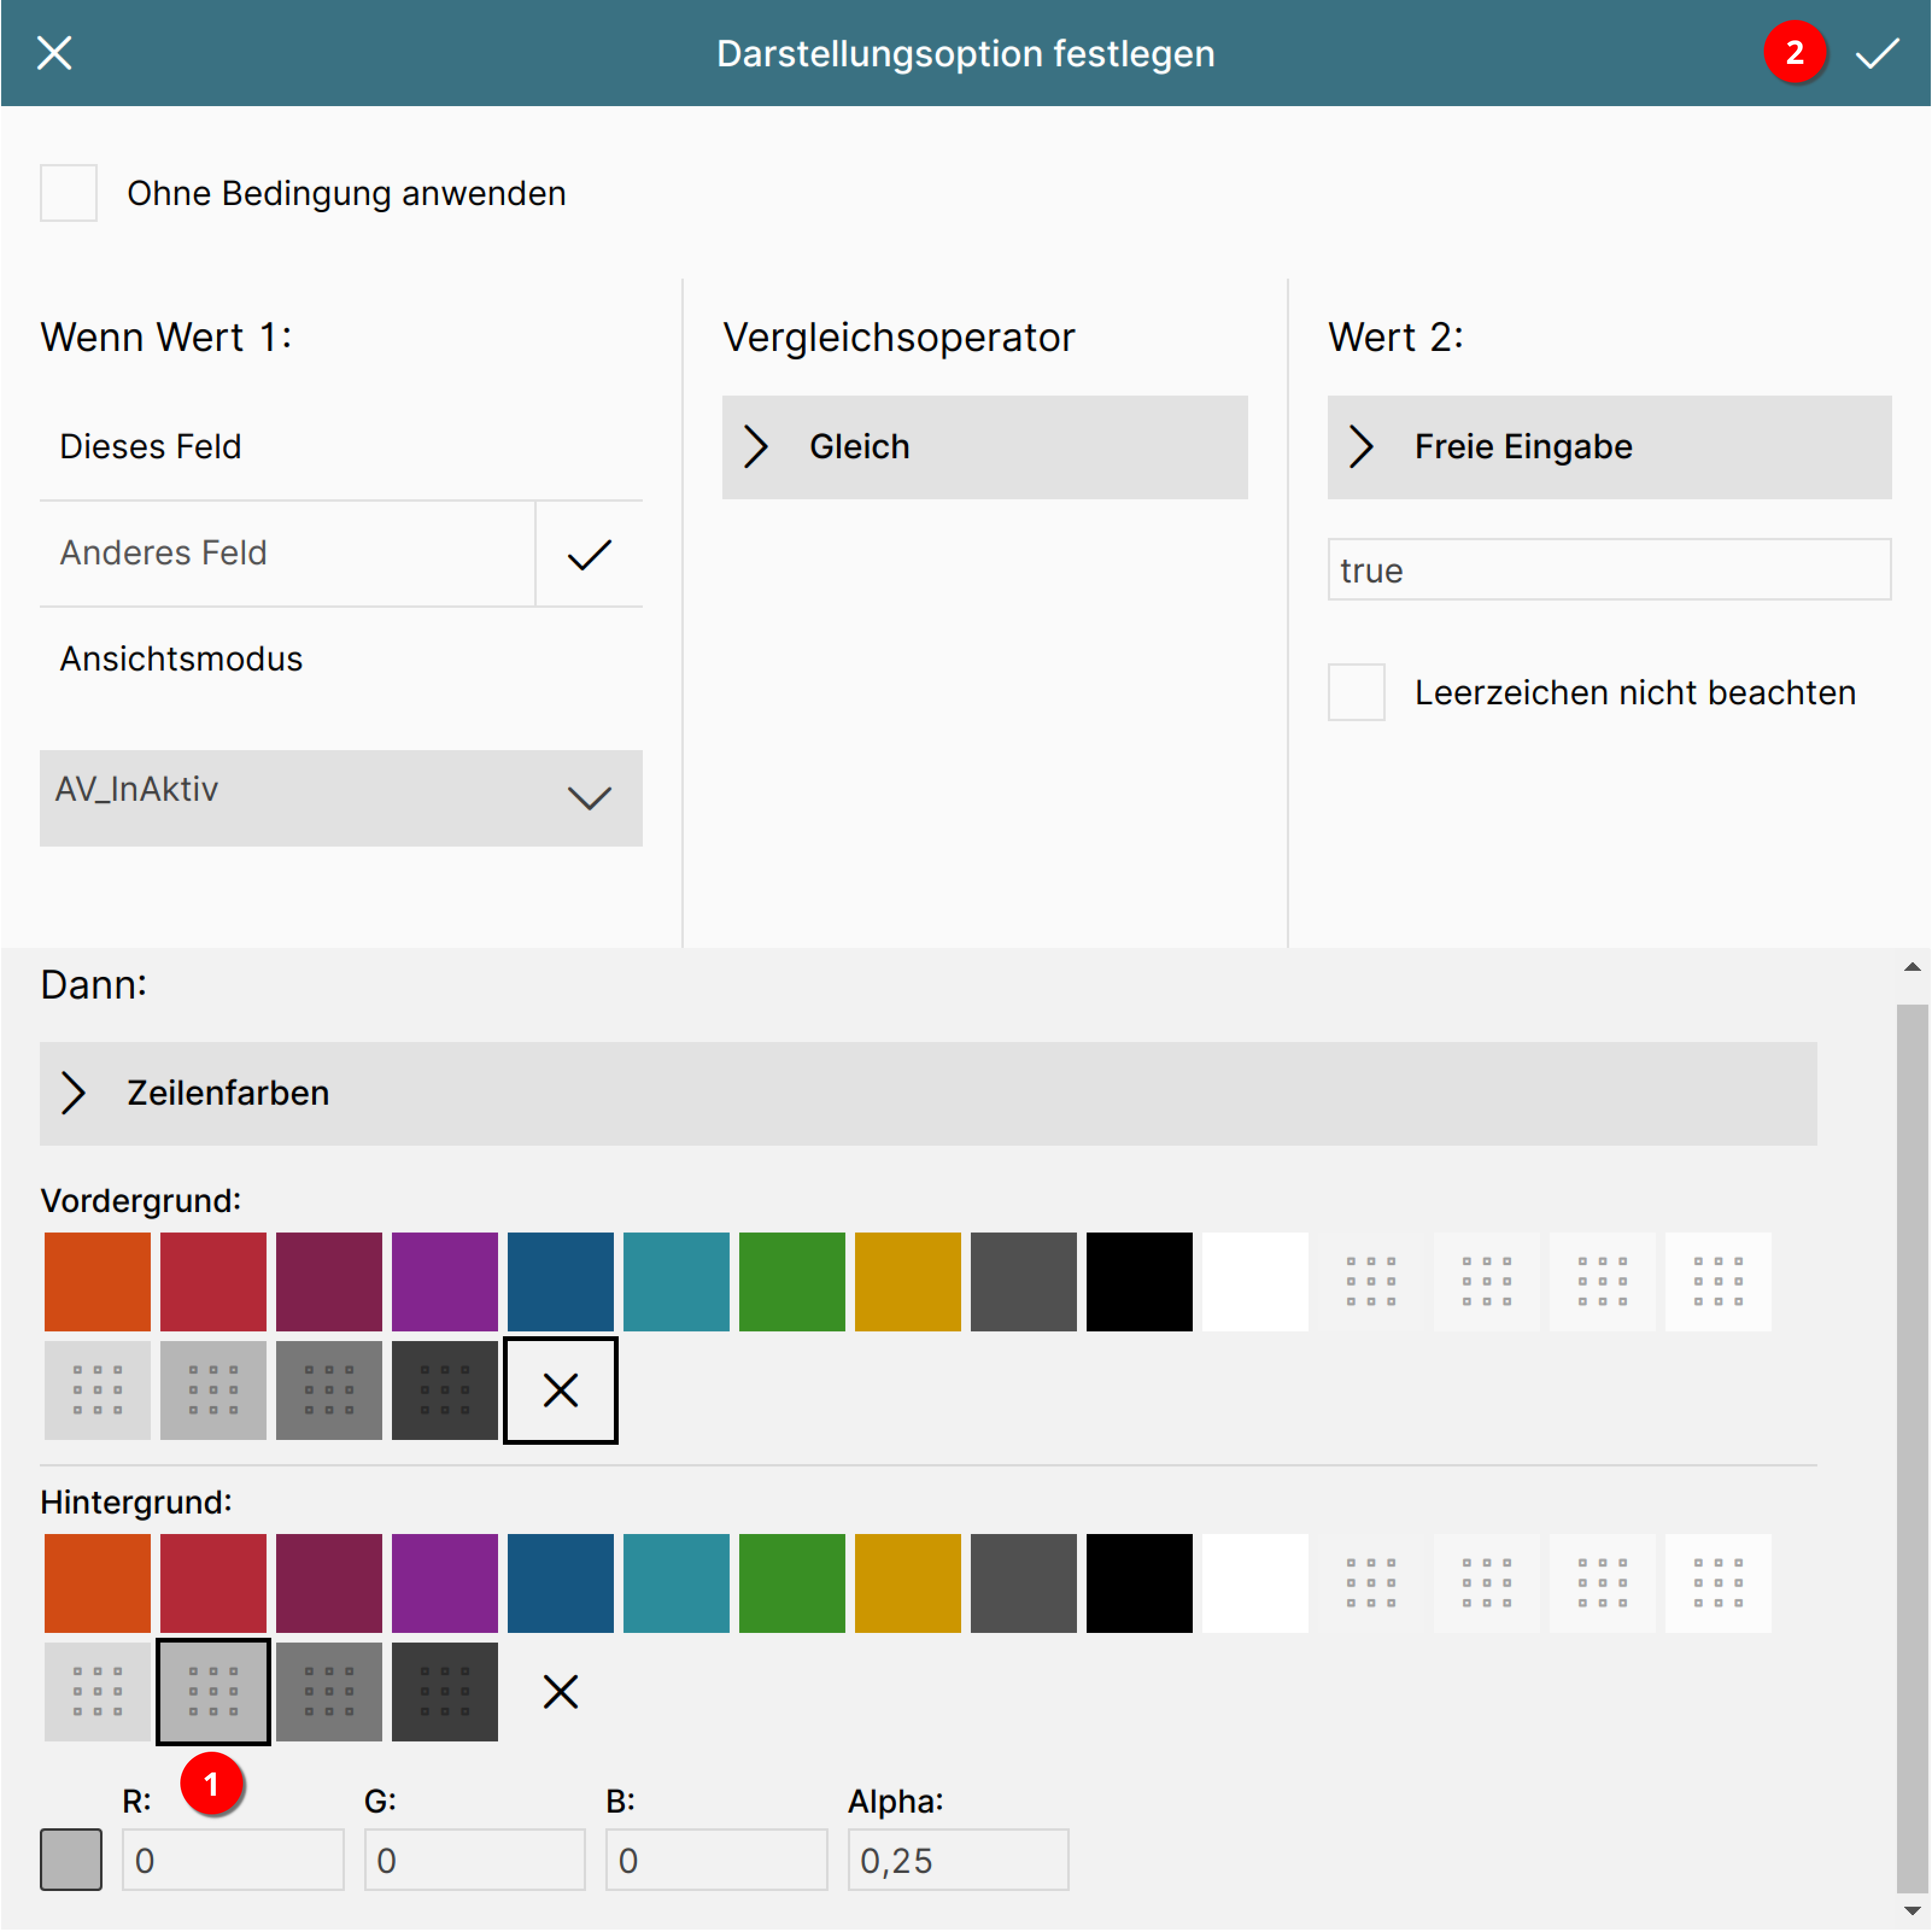 Darstellungsoption festlegen
2
Ohne Bedingung anwenden
Wenn Wert 1:
Vergleichsoperator
Wert 2:
Dieses Feld
Gleich
Freie Eingabe
Anderes Feld
true
Ansichtsmodus
Leerzeichen nicht beachten
AV_InAktiv
Dann:
Zeilenfarben
Vordergrund:
Hintergrund:
1
R:
G:
B:
Alpha:
0
0
0
0,25